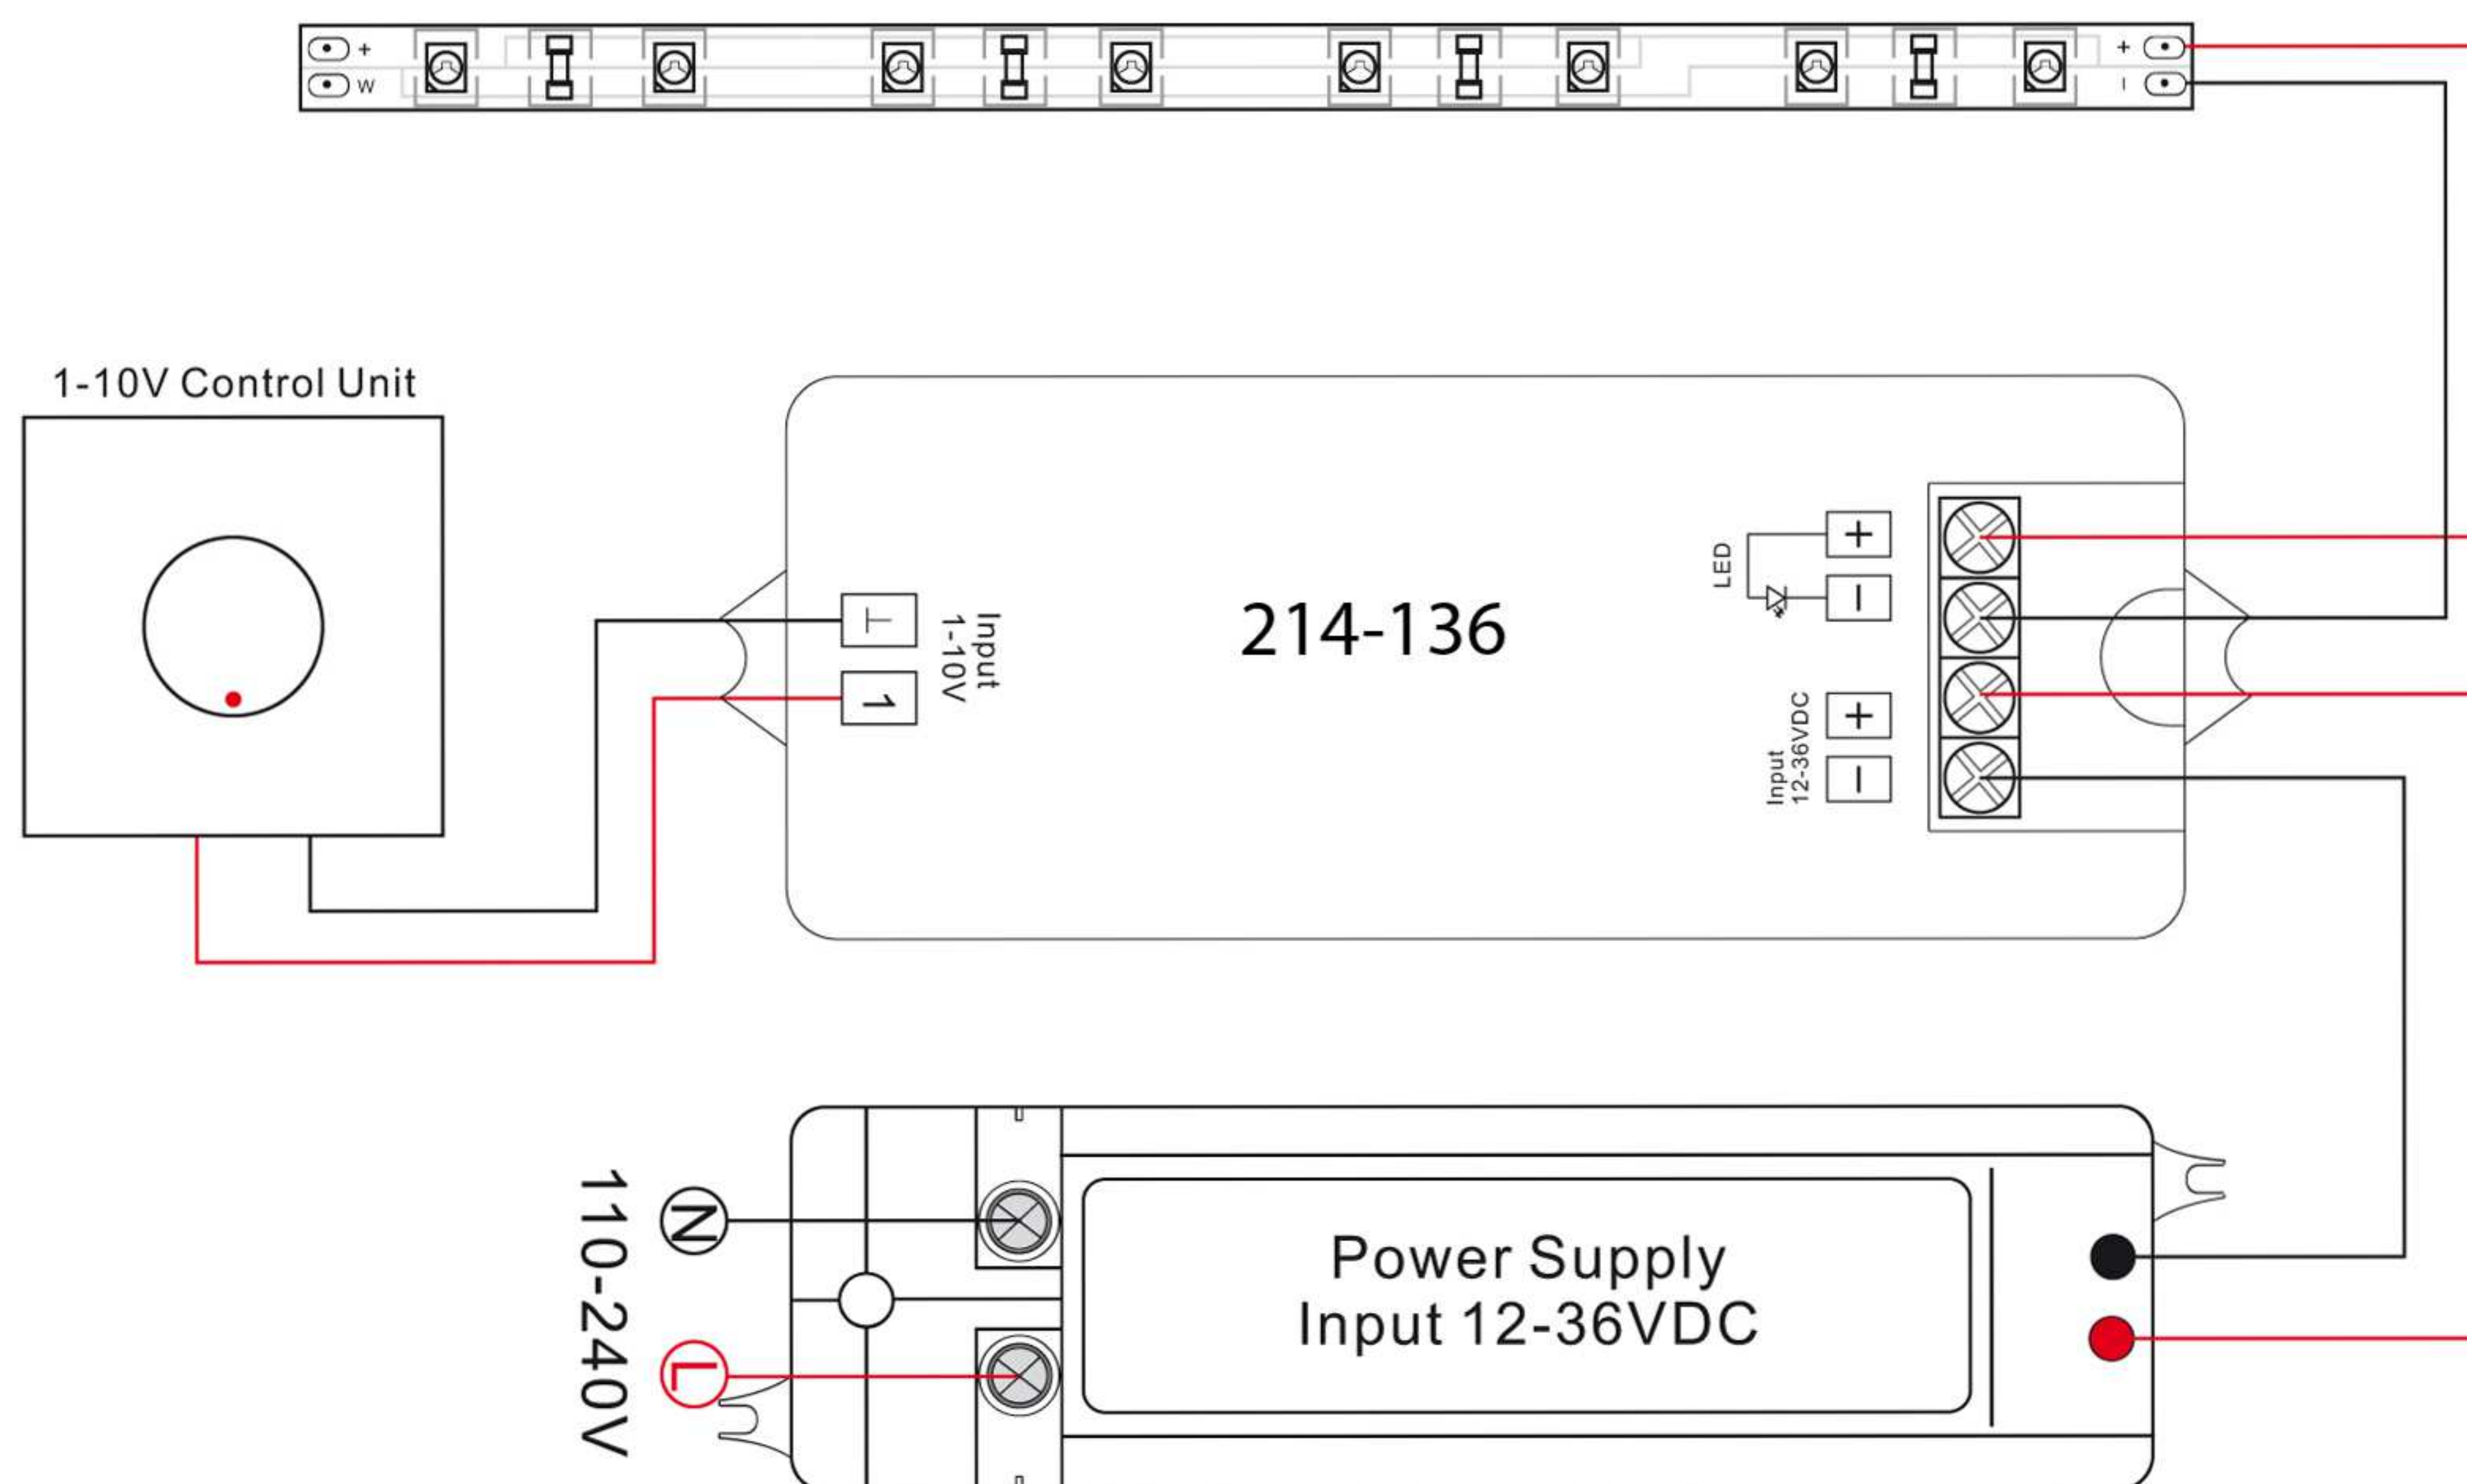 +
W
+
–
1-10V Control Unit
1
Input
1-10V
214-136
LED
+
–
Input
12-36VDC
+
–
110-240V
N
L
Power Supply
Input 12-36VDC